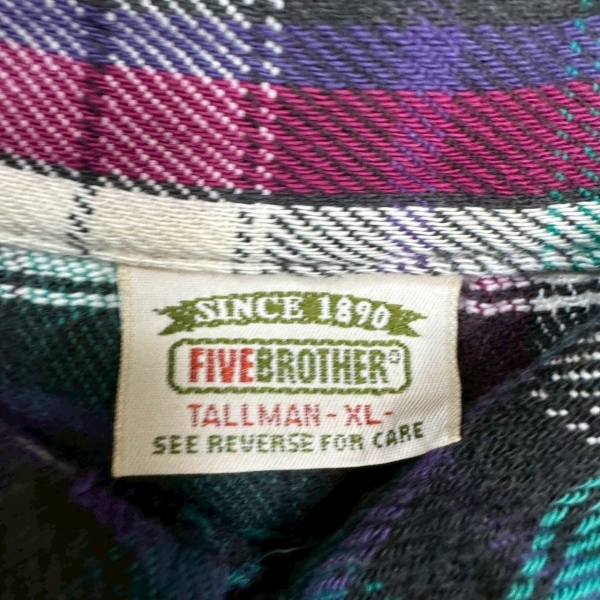 SINCE 1890
FIVEBROTHER®
TALLMAN-XL-
SEE REVERSE FOR CARE